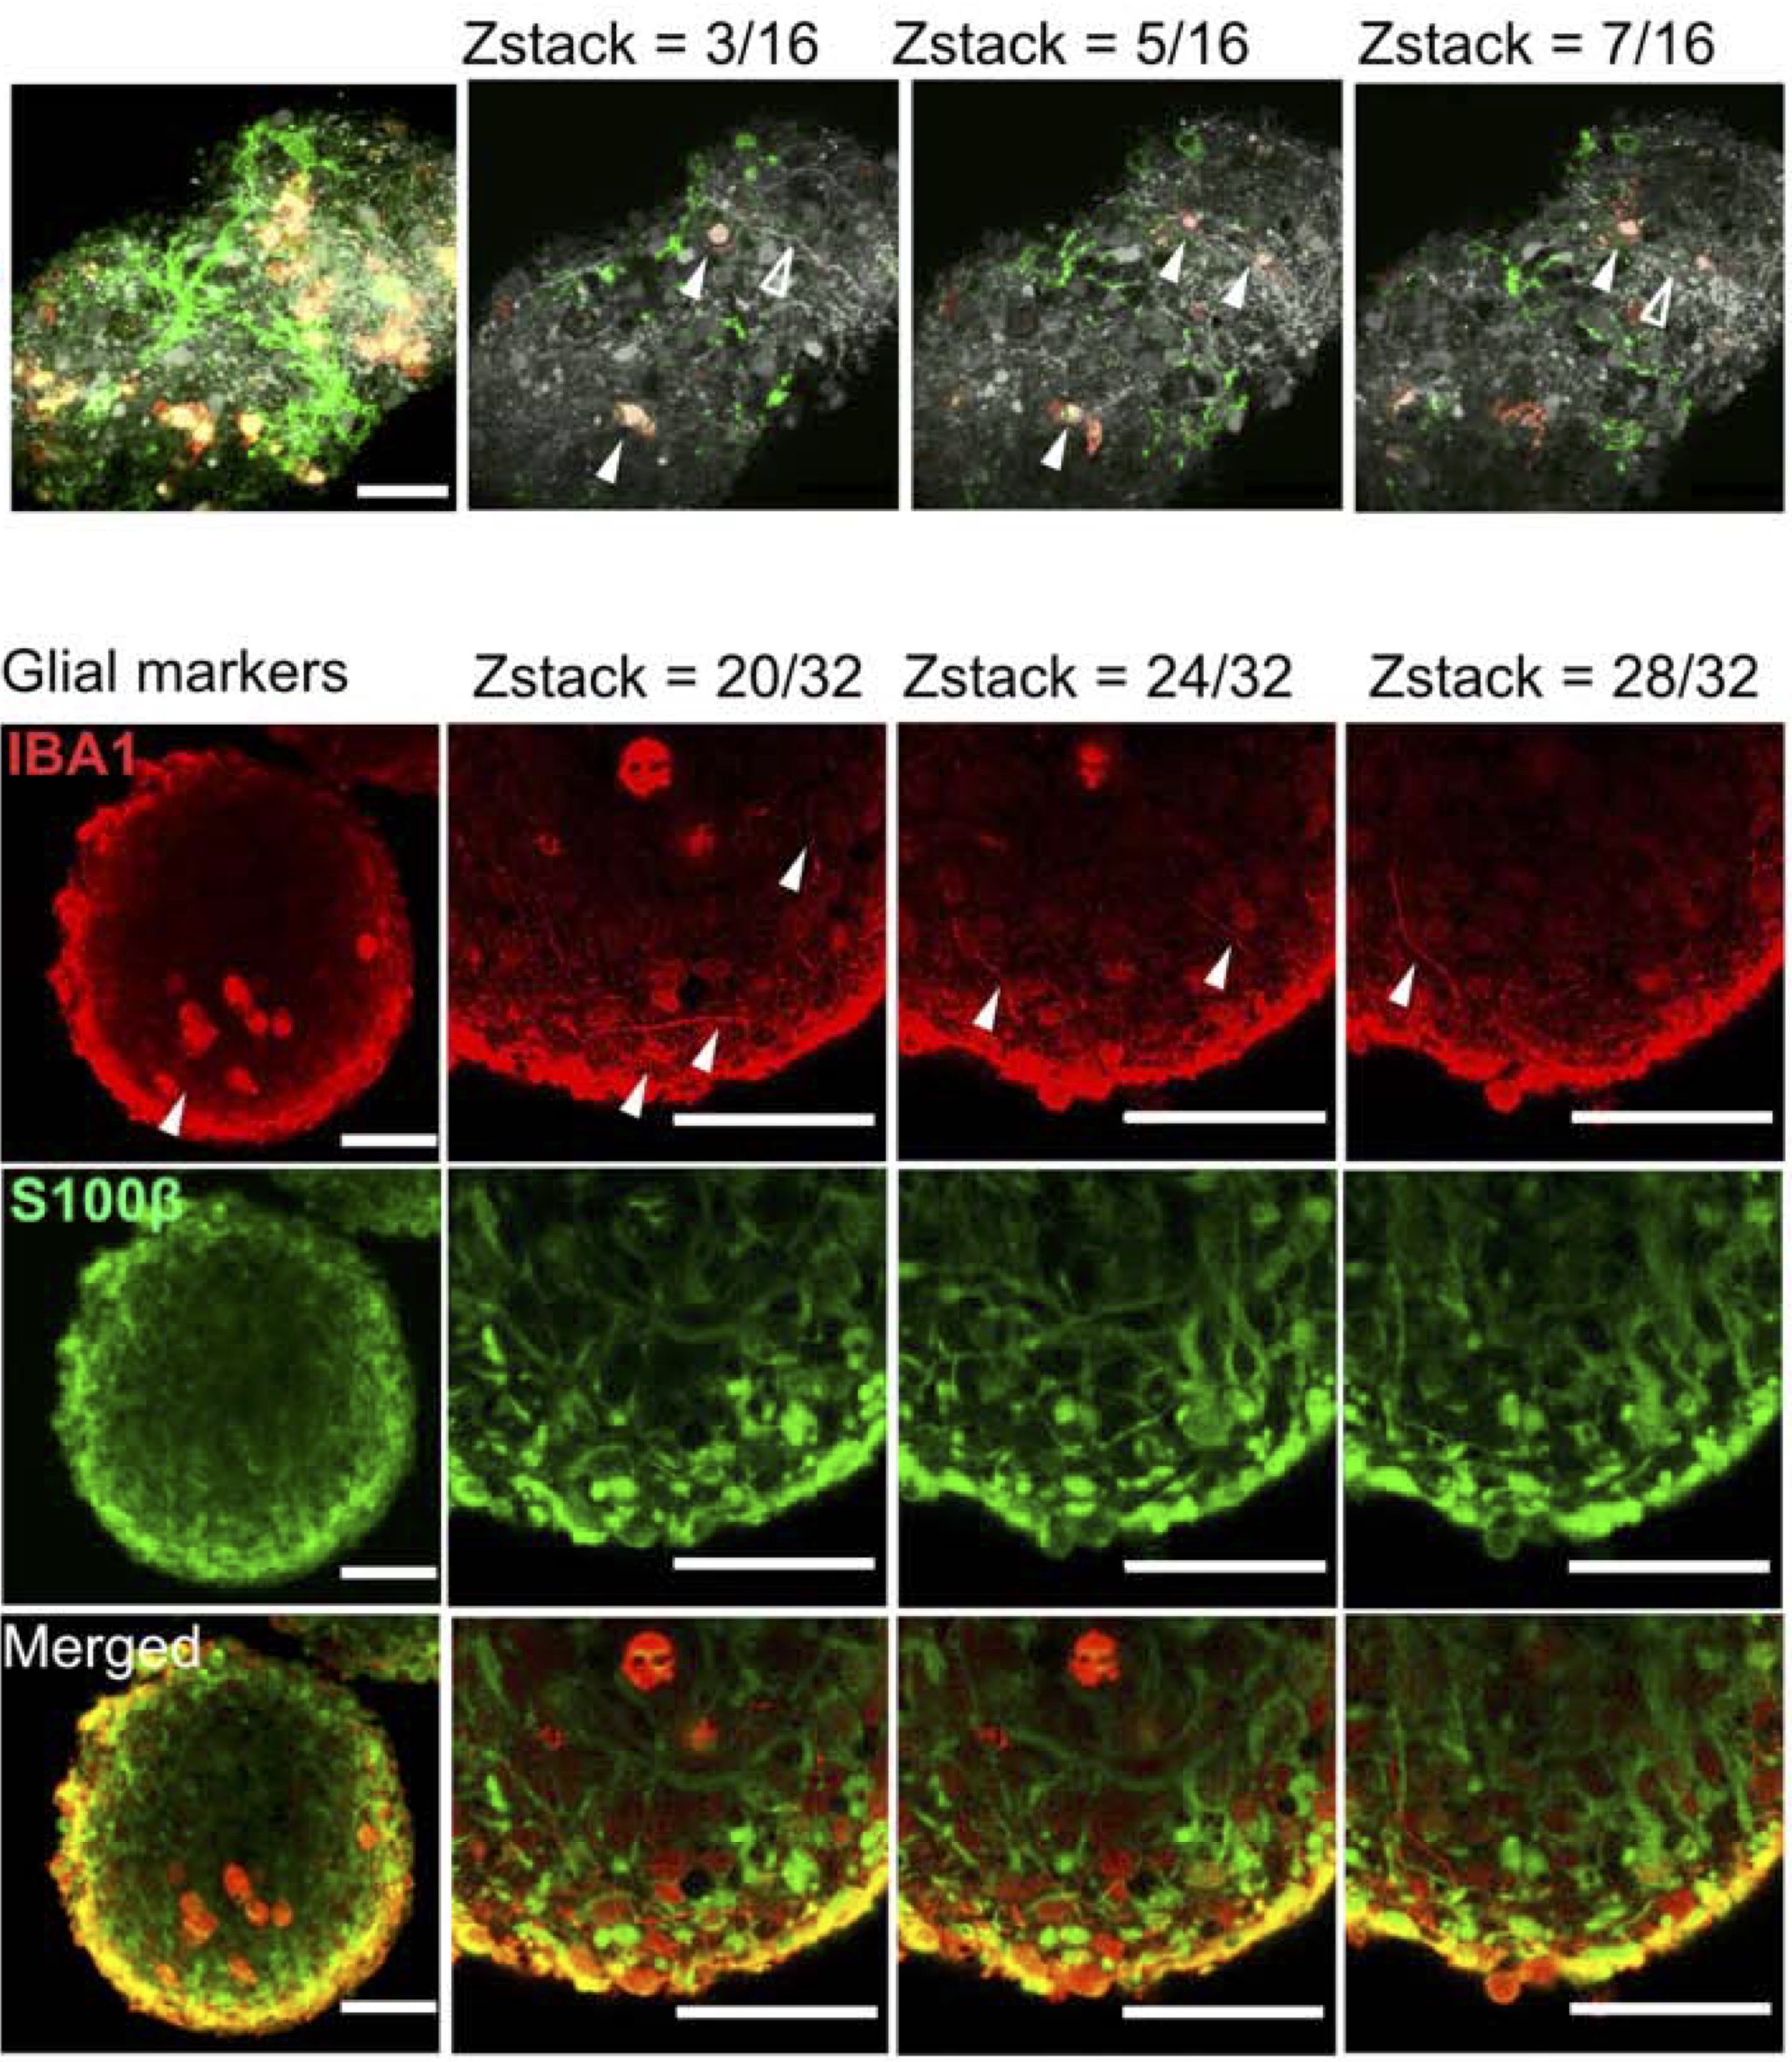 Zstack = 3/16
Zstack = 5/16
Zstack = 7/16
Glial markers
Zstack = 20/32
Zstack = 24/32
Zstack = 28/32
IBA1
S100β
Merged